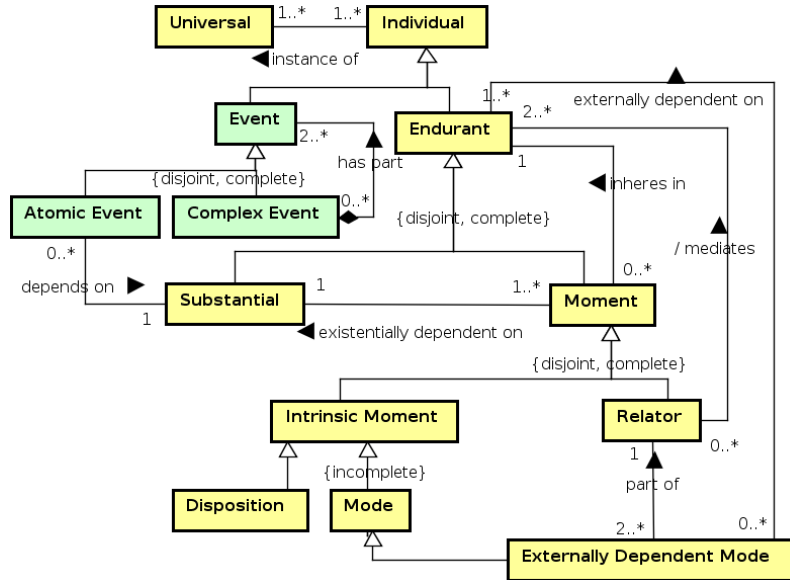 Universal
1..*
1..*
Individual
instance of
externally dependent on
Event
2..*
1..*
2..*
Endurant
has part
1
{disjoint, complete}
inheres in
Atomic Event
Complex Event
0..*
{disjoint, complete}
0..*
/ mediates
depends on
0..*
Substantial
1
1..*
Moment
1
existentially dependent on
{disjoint, complete}
Intrinsic Moment
Relator
1
0..*
{incomplete}
part of
Disposition
Mode
2..*
0..*
Externally Dependent Mode